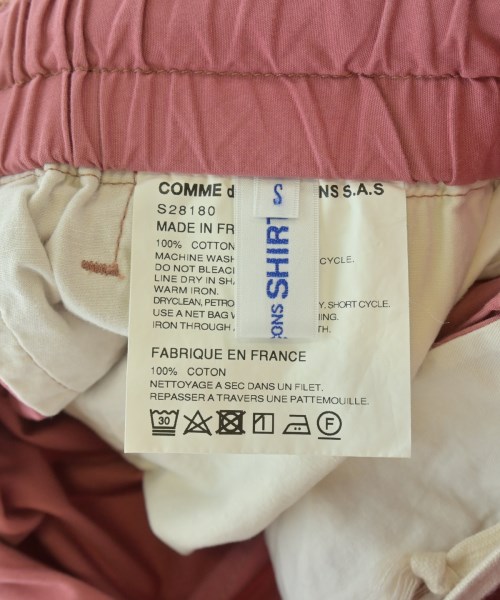 COMME d NS S.A.S
S
S28180
MADE IN FR
100% COTTON
MACHINE WASH CYCLE.
DO NOT BLEAC
LINE DRY IN SHA
WARM IRON.
DRYCLEAN, PETRO Y, SHORT CYCLE.
USE A NET BAG W NING.
IRON THROUGH TH.
ÇONS SHIRT
FABRIQUE EN FRANCE
100% COTON
NETTOYAGE A SEC DANS UN FILET.
REPASSER A TRAVERS UNE PATTEMOUILLE.
30
F